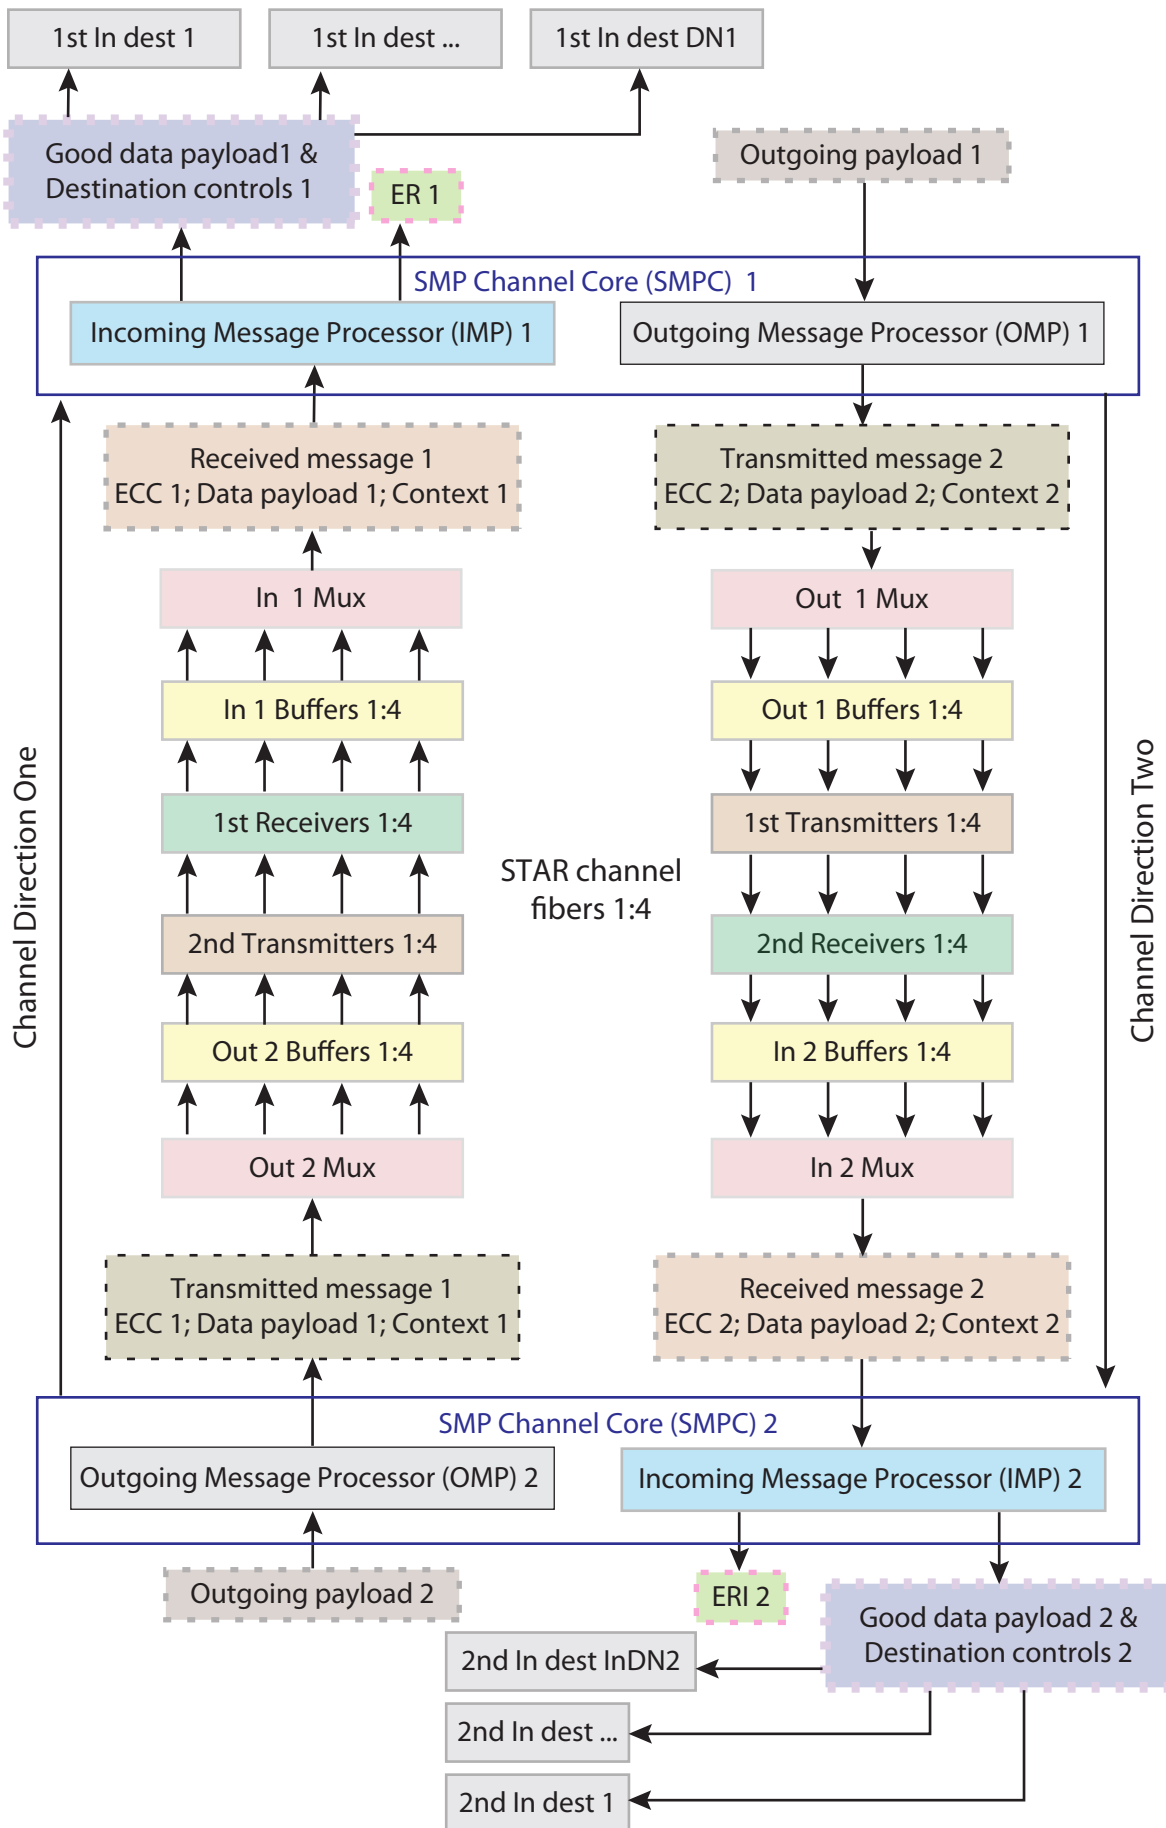 1st In dest 1
1st In dest ...
1st In dest DN1
Good data payload1 &
Destination controls 1
ER 1
Outgoing payload 1
SMP Channel Core (SMPC) 1
Incoming Message Processor (IMP) 1
Outgoing Message Processor (OMP) 1
Received message 1
ECC 1; Data payload 1; Context 1
Transmitted message 2
ECC 2; Data payload 2; Context 2
In 1 Mux
Out 1 Mux
In 1 Buffers 1:4
Out 1 Buffers 1:4
Channel Direction One
Channel Direction Two
1st Receivers 1:4
1st Transmitters 1:4
STAR channel
fibers 1:4
2nd Transmitters 1:4
2nd Receivers 1:4
Out 2 Buffers 1:4
In 2 Buffers 1:4
Out 2 Mux
In 2 Mux
Transmitted message 1
ECC 1; Data payload 1; Context 1
Received message 2
ECC 2; Data payload 2; Context 2
SMP Channel Core (SMPC) 2
Outgoing Message Processor (OMP) 2
Incoming Message Processor (IMP) 2
Outgoing payload 2
ERI 2
Good data payload 2 &
Destination controls 2
2nd In dest InDN2
2nd In dest ...
2nd In dest 1